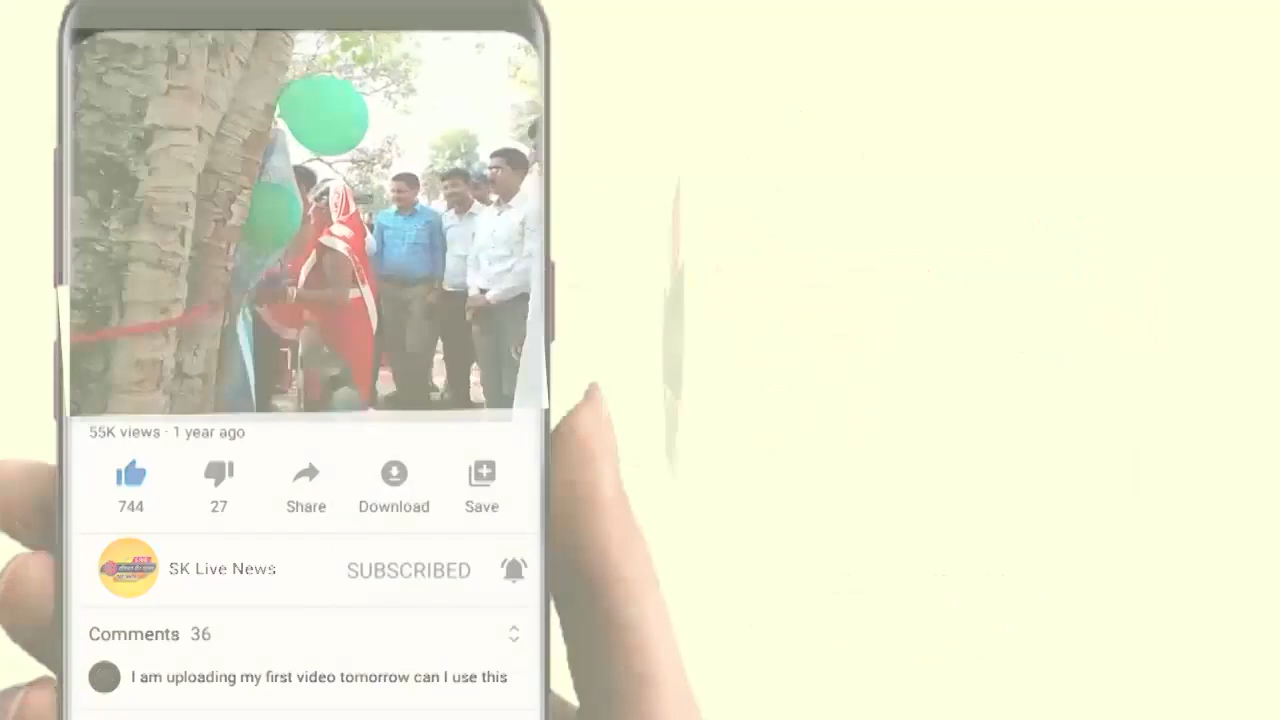 55K views · 1 year ago
744
27
Share
Download
Save
LIVE
SK Live News
SUBSCRIBED
Comments 36
I am uploading my first video tomorrow can I use this